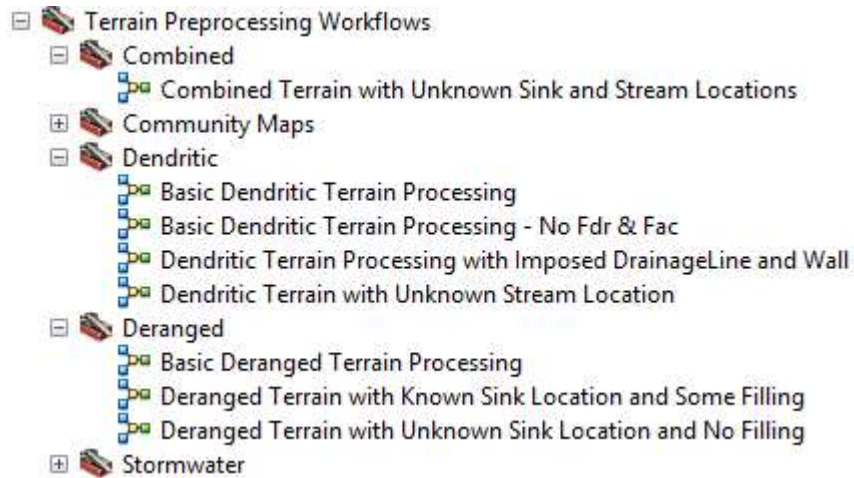 Terrain Preprocessing Workflows
Combined
Combined Terrain with Unknown Sink and Stream Locations
Community Maps
Dendritic
Basic Dendritic Terrain Processing
Basic Dendritic Terrain Processing - No Fdr & Fac
Dendritic Terrain Processing with Imposed DrainageLine and Wall
Dendritic Terrain with Unknown Stream Location
Deranged
Basic Deranged Terrain Processing
Deranged Terrain with Known Sink Location and Some Filling
Deranged Terrain with Unknown Sink Location and No Filling
Stormwater